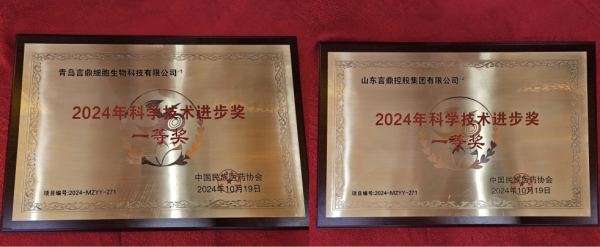 青岛言鼎细胞生物科技有限公司
2024年科学技术进步奖
一等奖
中国民族医药协会
项目编号:2024-MZYY-271
2024年10月19日
山东言鼎控股集团有限公司
2024年科学技术进步奖
一等奖
中国民族医药协会
项目编号:2024-MZYY-271
2024年10月19日